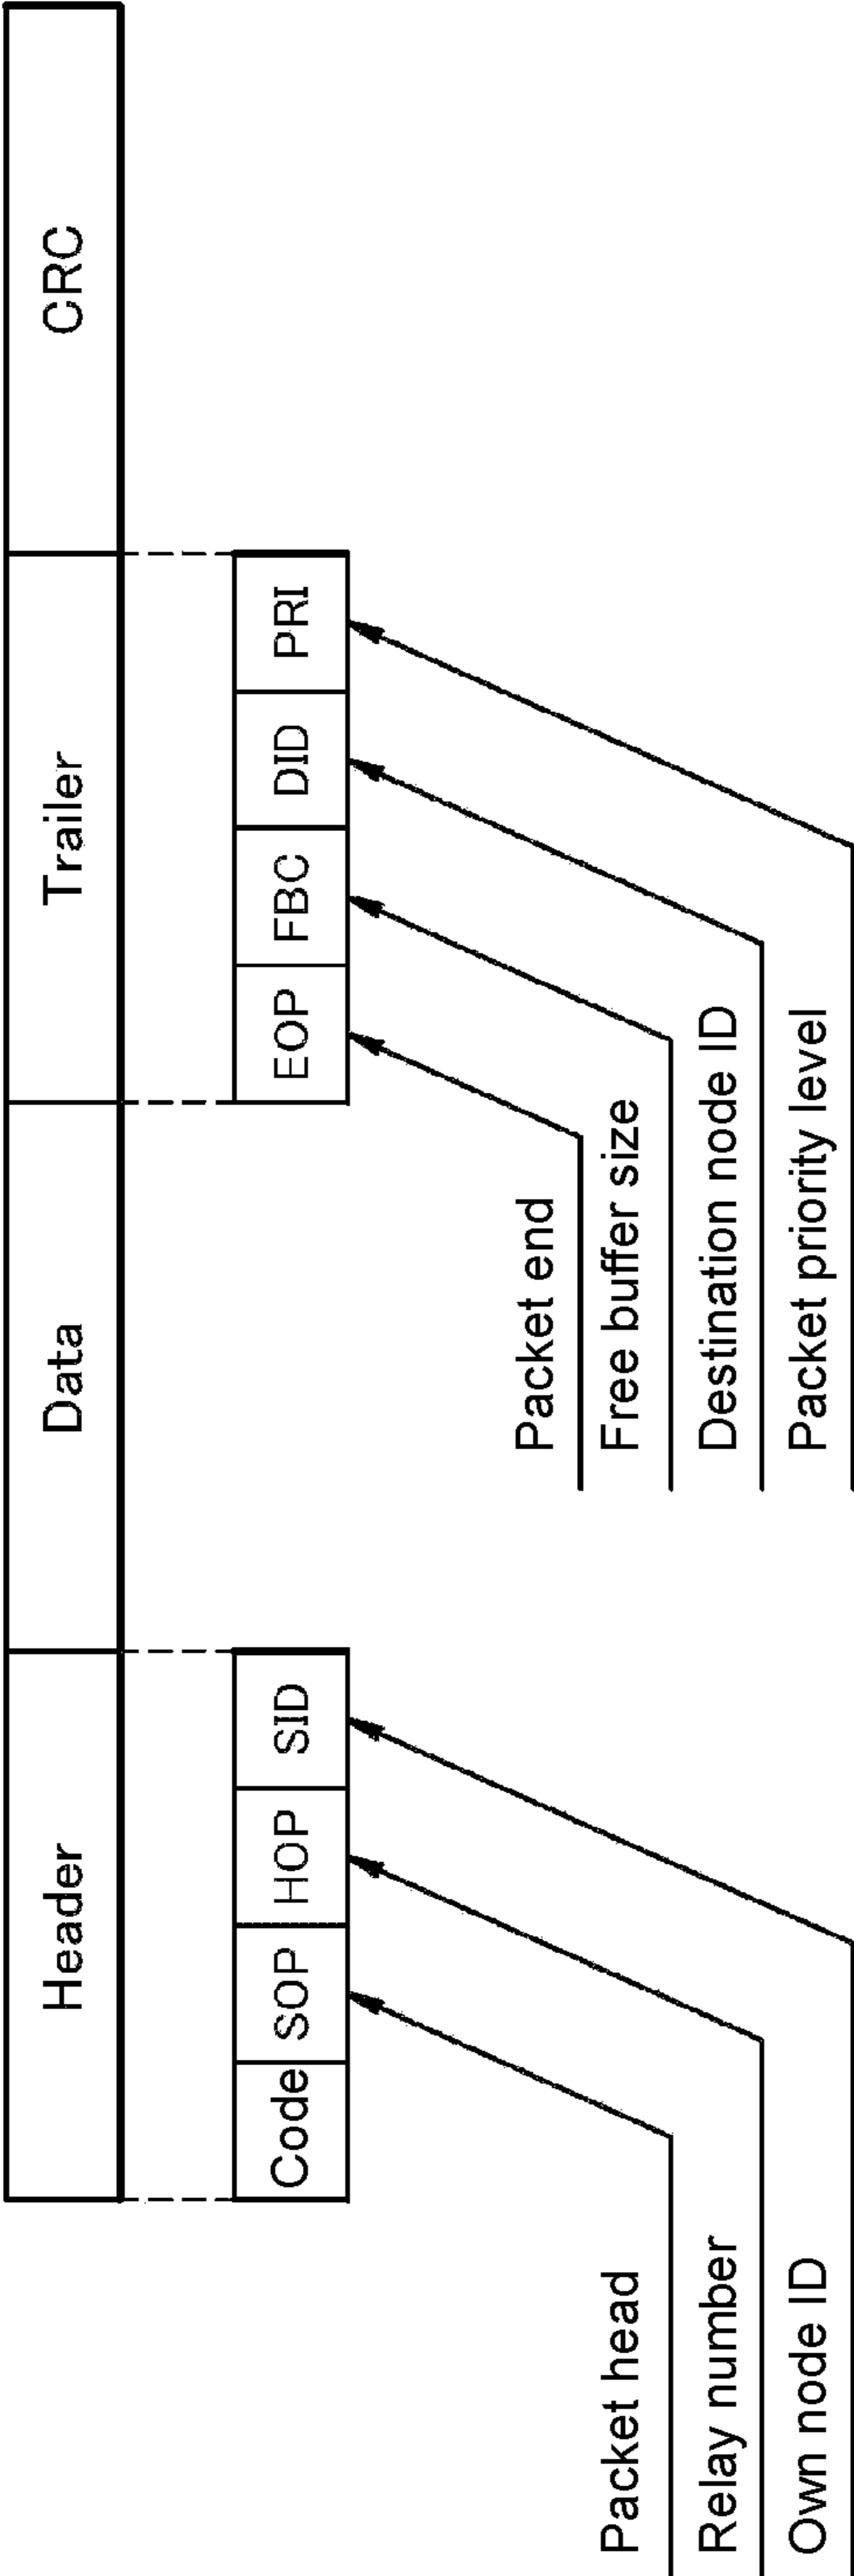 Header Data Trailer CRC
Code SOP HOP SID EOP FBC DID PRI
Packet end
Packet head Free buffer size
Relay number Destination node ID
Own node ID Packet priority level